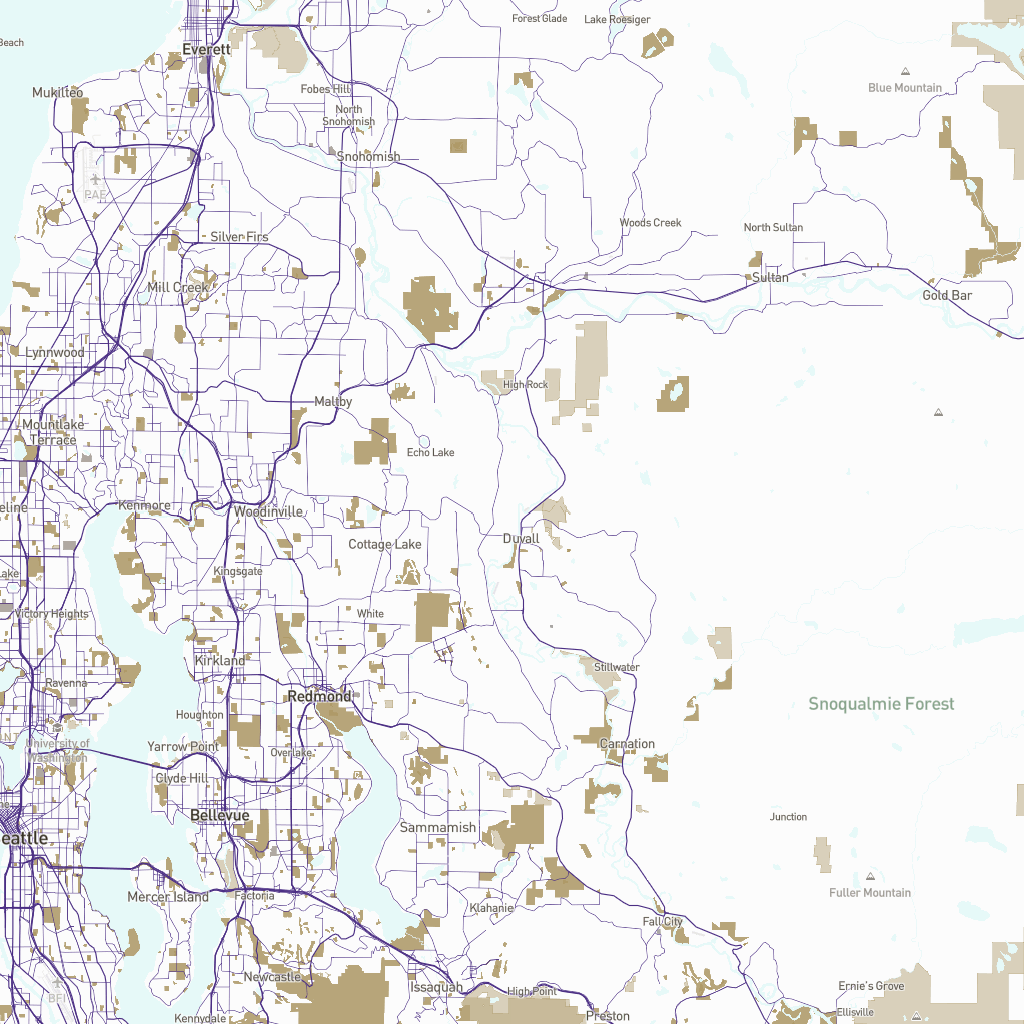 Forest Glade
Lake Roesiger
Beach
Everett
Blue Mountain
Mukilteo
Fobes Hill
North
Snohomish
Snohomish
PAE
Woods Creek
North Sultan
Silver Firs
Mill Creek
Sultan
Gold Bar
Lynnwood
High Rock
Maltby
Mountlake
Terrace
Echo Lake
Kenmore
eline
Woodinville
Duvall
Cottage Lake
Kingsgate
Lake
Victory Heights
White
Kirkland
Stillwater
Ravenna
Redmond
Snoqualmie Forest
Houghton
University of
Washington
Yarrow Point
Overlake
Carnation
Clyde Hill
Bellevue
Junction
Sammamish
eattle
Mercer Island
Factoria
Fuller Mountain
Klahanie
Fall City
Newcastle
Issaquah
High Point
Ernie's Grove
BFI
Kennydale
Preston
Ellisville